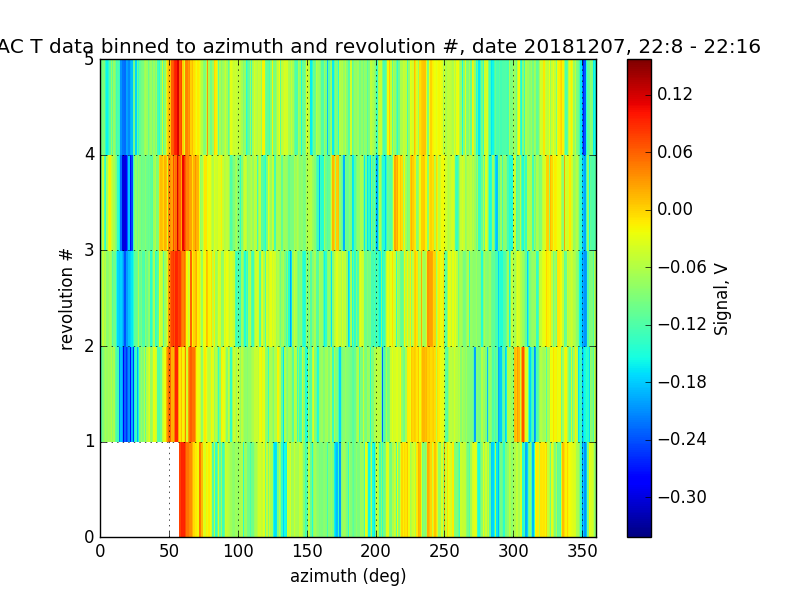 AC T data binned to azimuth and revolution #, date 20181207, 22:8 - 22:16
5
4
3
2
1
0
revolution #
0 50 100 150 200 250 300 350
azimuth (deg)
0.12
0.06
0.00
−0.06
−0.12
−0.18
−0.24
−0.30
Signal, V